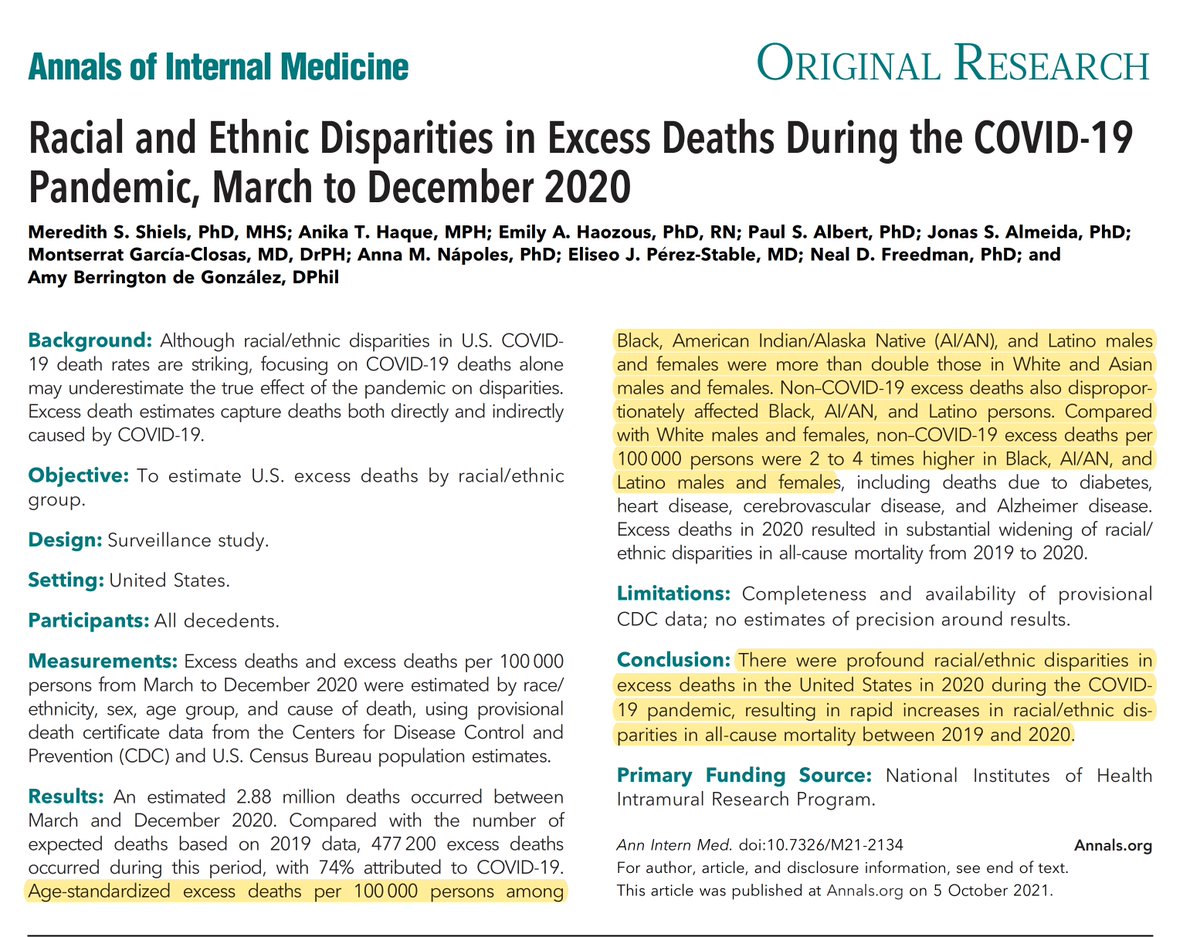 Annals of Internal Medicine
ORIGINAL RESEARCH
Racial and Ethnic Disparities in Excess Deaths During the COVID-19
Pandemic, March to December 2020
Meredith S. Shiels, PhD, MHS; Anika T. Haque, MPH; Emily A. Haozous, PhD, RN; Paul S. Albert, PhD; Jonas S. Almeida, PhD;
Montserrat García-Closas, MD, DrPH; Anna M. Nápoles, PhD; Eliseo J. Pérez-Stable, MD; Neal D. Freedman, PhD; and
Amy Berrington de González, DPhil
Background: Although racial/ethnic disparities in U.S. COVID-
19 death rates are striking, focusing on COVID-19 deaths alone
may underestimate the true effect of the pandemic on disparities.
Excess death estimates capture deaths both directly and indirectly
caused by COVID-19.
Objective: To estimate U.S. excess deaths by racial/ethnic
group.
Design: Surveillance study.
Setting: United States.
Participants: All decedents.
Measurements: Excess deaths and excess deaths per 100 000
persons from March to December 2020 were estimated by race/
ethnicity, sex, age group, and cause of death, using provisional
death certificate data from the Centers for Disease Control and
Prevention (CDC) and U.S. Census Bureau population estimates.
Results: An estimated 2.88 million deaths occurred between
March and December 2020. Compared with the number of
expected deaths based on 2019 data, 477 200 excess deaths
occurred during this period, with 74% attributed to COVID-19.
Age-standardized excess deaths per 100 000 persons among
Black, American Indian/Alaska Native (AI/AN), and Latino males
and females were more than double those in White and Asian
males and females. Non–COVID-19 excess deaths also dispropor-
tionately affected Black, AI/AN, and Latino persons. Compared
with White males and females, non–COVID-19 excess deaths per
100 000 persons were 2 to 4 times higher in Black, AI/AN, and
Latino males and females, including deaths due to diabetes,
heart disease, cerebrovascular disease, and Alzheimer disease.
Excess deaths in 2020 resulted in substantial widening of racial/
ethnic disparities in all-cause mortality from 2019 to 2020.
Limitations: Completeness and availability of provisional
CDC data; no estimates of precision around results.
Conclusion: There were profound racial/ethnic disparities in
excess deaths in the United States in 2020 during the COVID-
19 pandemic, resulting in rapid increases in racial/ethnic dis-
parities in all-cause mortality between 2019 and 2020.
Primary Funding Source: National Institutes of Health
Intramural Research Program.
Ann Intern Med. doi:10.7326/M21-2134 Annals.org
For author, article, and disclosure information, see end of text.
This article was published at Annals.org on 5 October 2021.